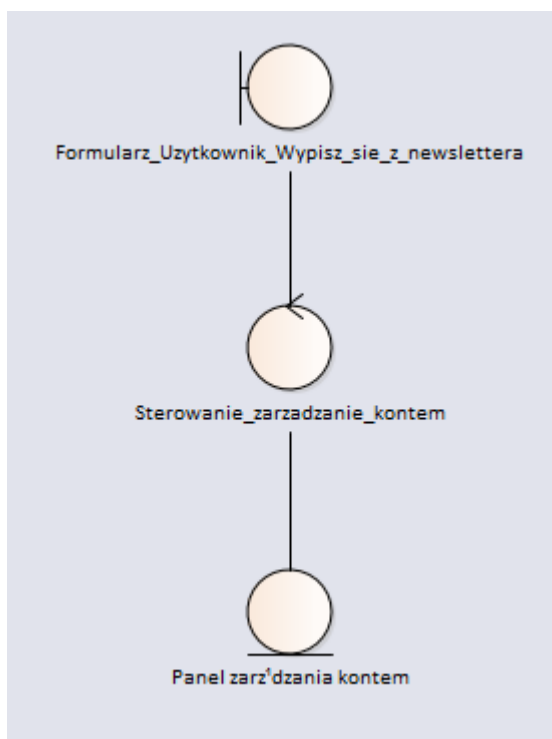 Formularz_Uzytkownik_Wypisz_sie_z_newslettera
Sterowanie_zarzadzanie_kontem
Panel zarz¹dzania kontem